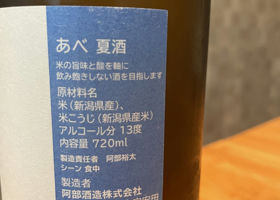 あべ 夏酒
米の旨味と酸を軸に
飲み飽きしない酒を目指します
原材料名
米（新潟県産）、
米こうじ（新潟県産米）
アルコール分 13度
内容量 720ml
製造責任者 阿部裕太
シーン 食中
製造者
阿部酒造株式会社